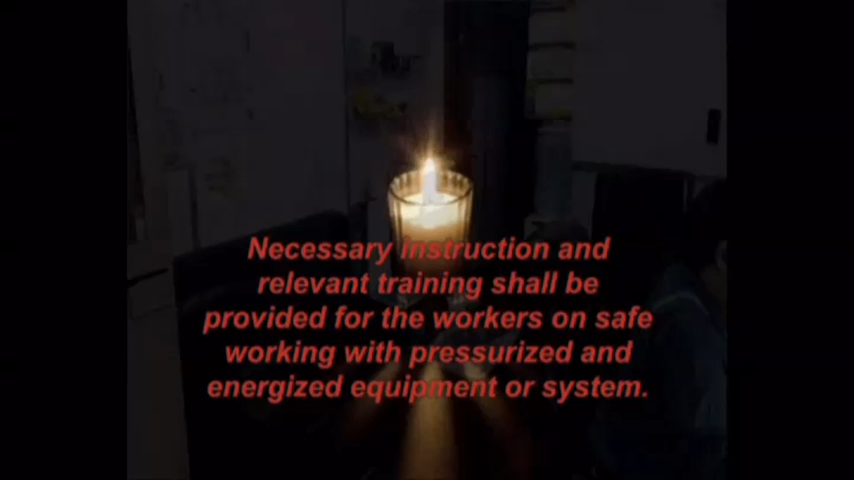 Necessary instruction and
relevant training shall be
provided for the workers on safe
working with pressurized and
energized equipment or system.